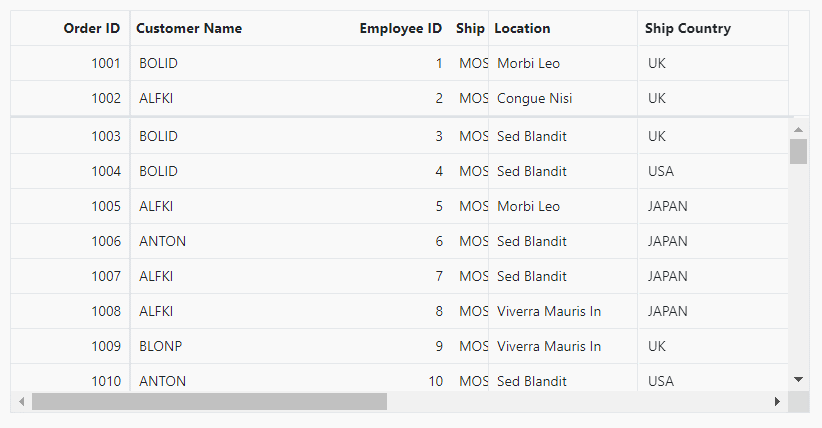 Order ID Customer Name Employee ID Ship Location Ship Country
1001 BOLID 1 MOS Morbi Leo UK
1002 ALFKI 2 MOS Congue Nisi UK
1003 BOLID 3 MOS Sed Blandit UK
1004 BOLID 4 MOS Sed Blandit USA
1005 ALFKI 5 MOS Morbi Leo JAPAN
1006 ANTON 6 MOS Sed Blandit JAPAN
1007 ALFKI 7 MOS Sed Blandit JAPAN
1008 ALFKI 8 MOS Viverra Mauris In JAPAN
1009 BLONP 9 MOS Viverra Mauris In UK
1010 ANTON 10 MOS Sed Blandit USA